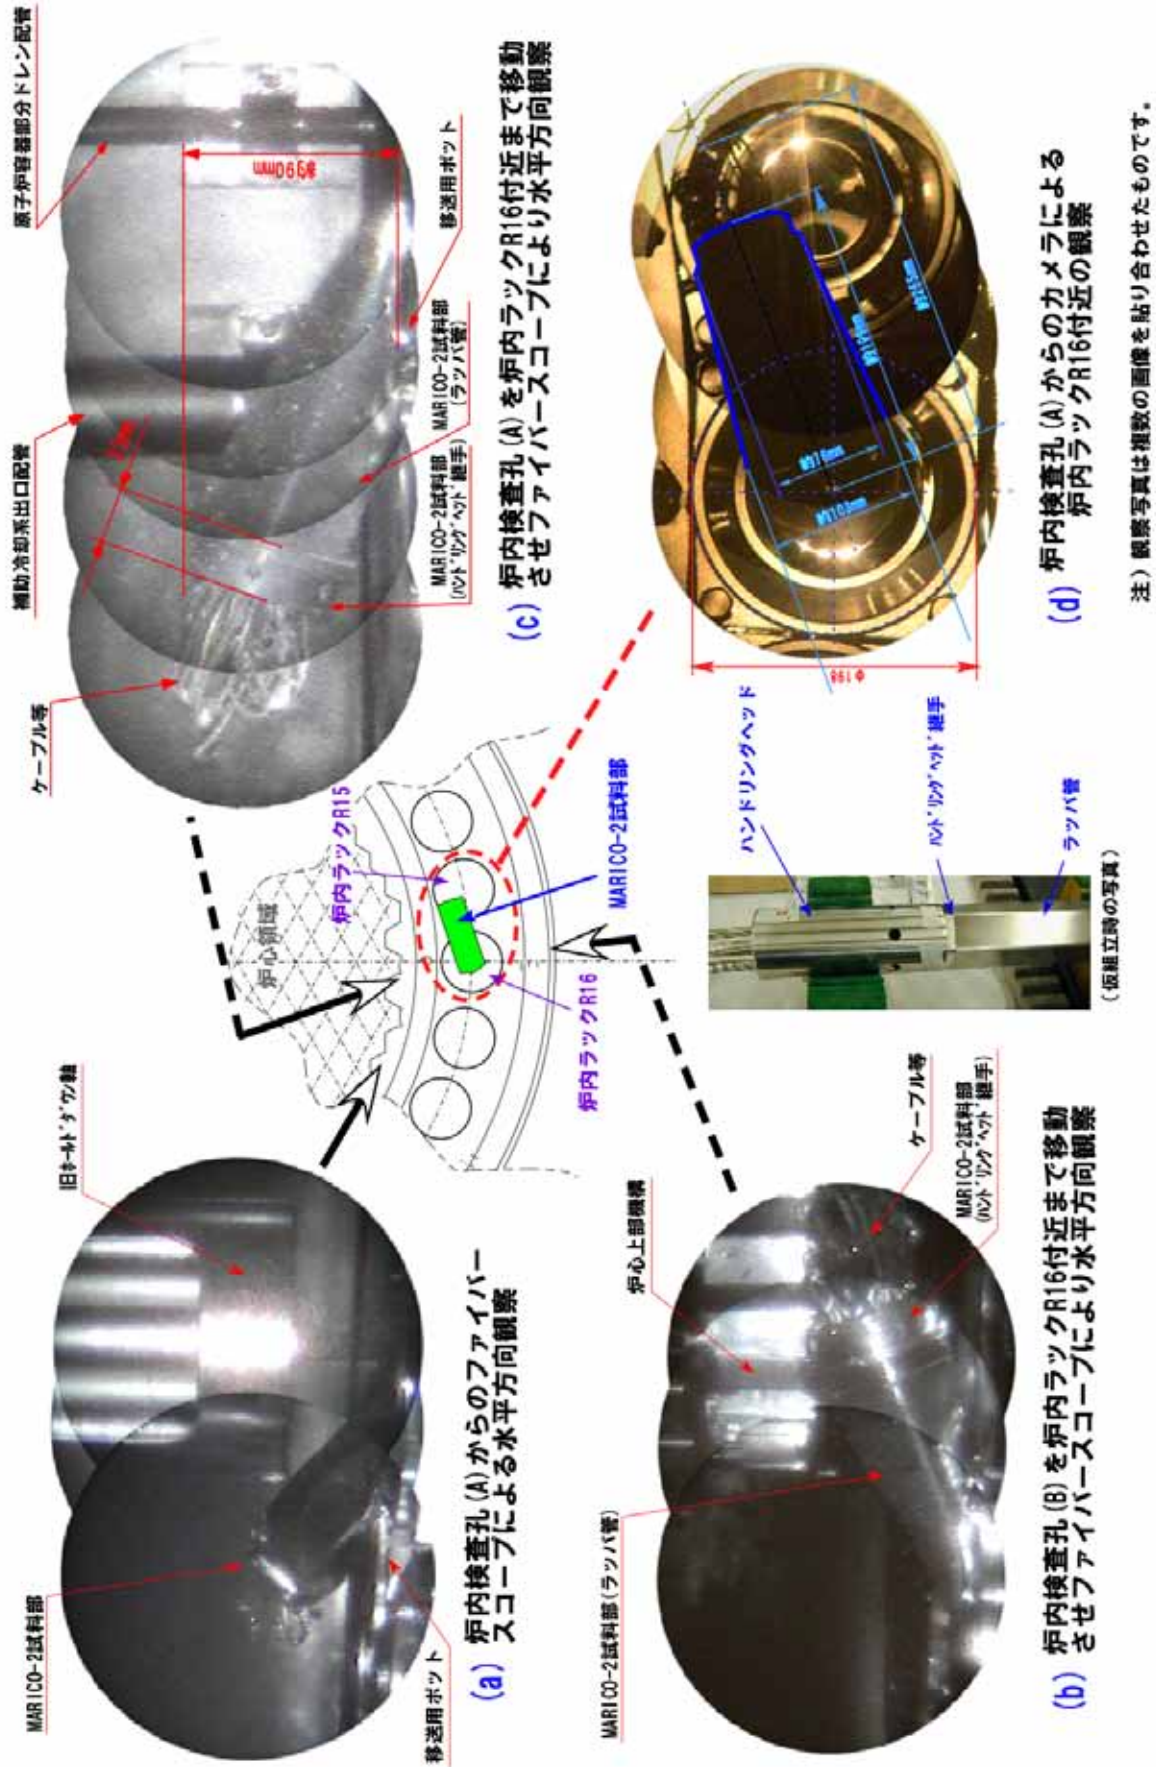 MARICO-2試料部
旧ホールドダウン軸
移送用ポット
(a) 炉内検査孔(A)からのファイバー
スコープによる水平方向観察
ケーブル等
補助冷却系出口配管
原子炉容器部分ドレン配管
約90mm
MARICO-2試料部
(ハンドリングヘッド継手)
MARICO-2試料部
(ラッパ管)
移送用ポット
(c) 炉内検査孔(A)を炉内ラックR16付近まで移動
させファイバースコープにより水平方向観察
炉心領域
炉内ラックR15
炉内ラックR16
MARICO-2試料部
MARICO-2試料部(ラッパ管)
炉心上部機構
ケーブル等
MARICO-2試料部
(ハンドリングヘッド継手)
(b) 炉内検査孔(B)を炉内ラックR16付近まで移動
させファイバースコープにより水平方向観察
ハンドリングヘッド
ハンドリングヘッド継手
ラッパ管
(仮組立時の写真)
φ198
約103mm
約76mm
(d) 炉内検査孔(A)からのカメラによる
炉内ラックR16付近の観察
注) 観察写真は複数の画像を貼り合わせたものです。